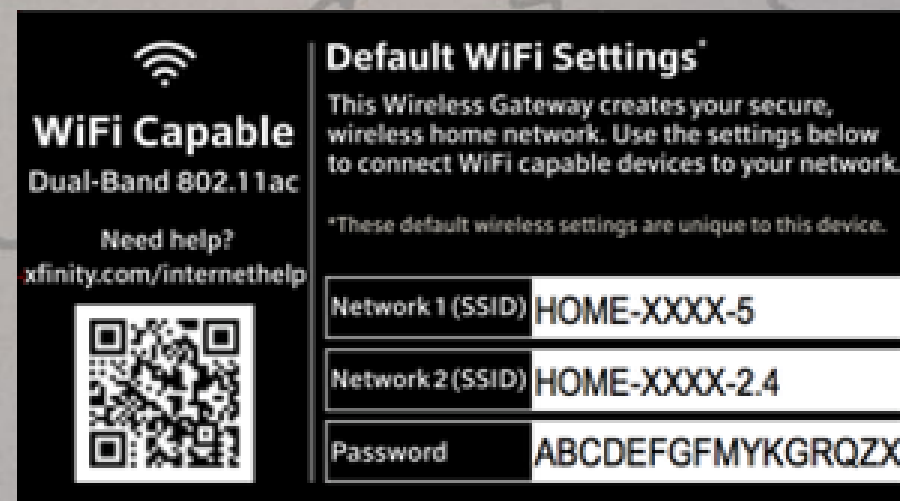 WiFi Capable
Dual-Band 802.11ac
Need help?
xfinity.com/internethelp
Default WiFi Settings*
This Wireless Gateway creates your secure,
wireless home network. Use the settings below
to connect WiFi capable devices to your network.
*These default wireless settings are unique to this device.
Network 1 (SSID) HOME-XXXX-5
Network 2 (SSID) HOME-XXXX-2.4
Password ABCDEFGFMYKGRQZX